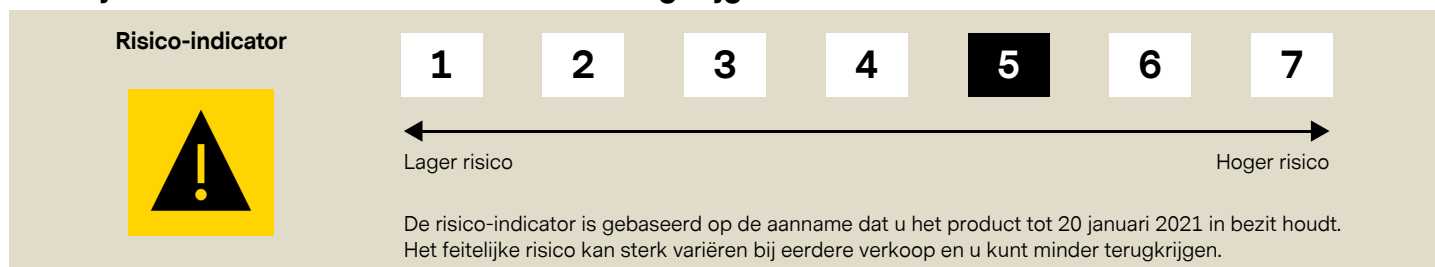 Risico-indicator
1 2 3 4 5 6 7
Lager risico Hoger risico
De risico-indicator is gebaseerd op de aanname dat u het product tot 20 januari 2021 in bezit houdt.
Het feitelijke risico kan sterk variëren bij eerdere verkoop en u kunt minder terugkrijgen.